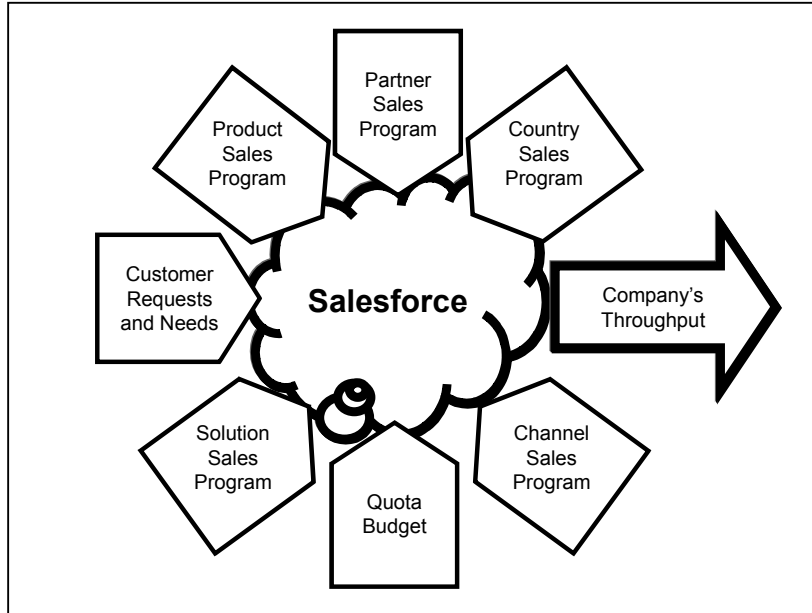 Partner
Sales
Program
Product
Sales
Program
Country
Sales
Program
Customer
Requests
and Needs
Salesforce
Company's
Throughput
Solution
Sales
Program
Quota
Budget
Channel
Sales
Program